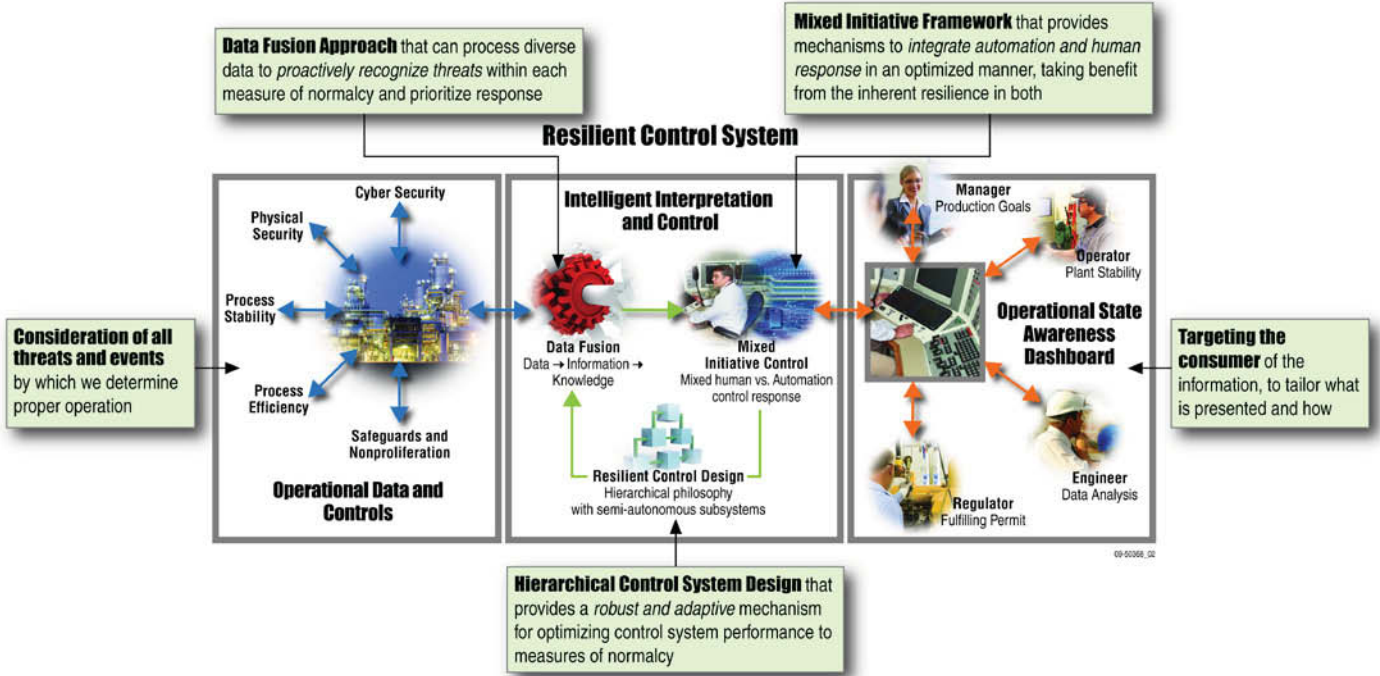 Data Fusion Approach that can process diverse
data to proactively recognize threats within each
measure of normalcy and prioritize response
Mixed Initiative Framework that provides
mechanisms to integrate automation and human
response in an optimized manner, taking benefit
from the inherent resilience in both
Resilient Control System
Consideration of all
threats and events
by which we determine
proper operation
Cyber Security
Physical
Security
Process
Stability
Process
Efficiency
Safeguards and
Nonproliferation
Operational Data and
Controls
Intelligent Interpretation
and Control
Data Fusion
Data → Information →
Knowledge
Mixed
Initiative Control
Mixed human vs. Automation
control response
Resilient Control Design
Hierarchical philosophy
with semi-autonomous subsystems
Manager
Production Goals
Operator
Plant Stability
Operational State
Awareness
Dashboard
Engineer
Data Analysis
Regulator
Fulfilling Permit
Targeting the
consumer of the
information, to tailor what
is presented and how
Hierarchical Control System Design that
provides a robust and adaptive mechanism
for optimizing control system performance to
measures of normalcy